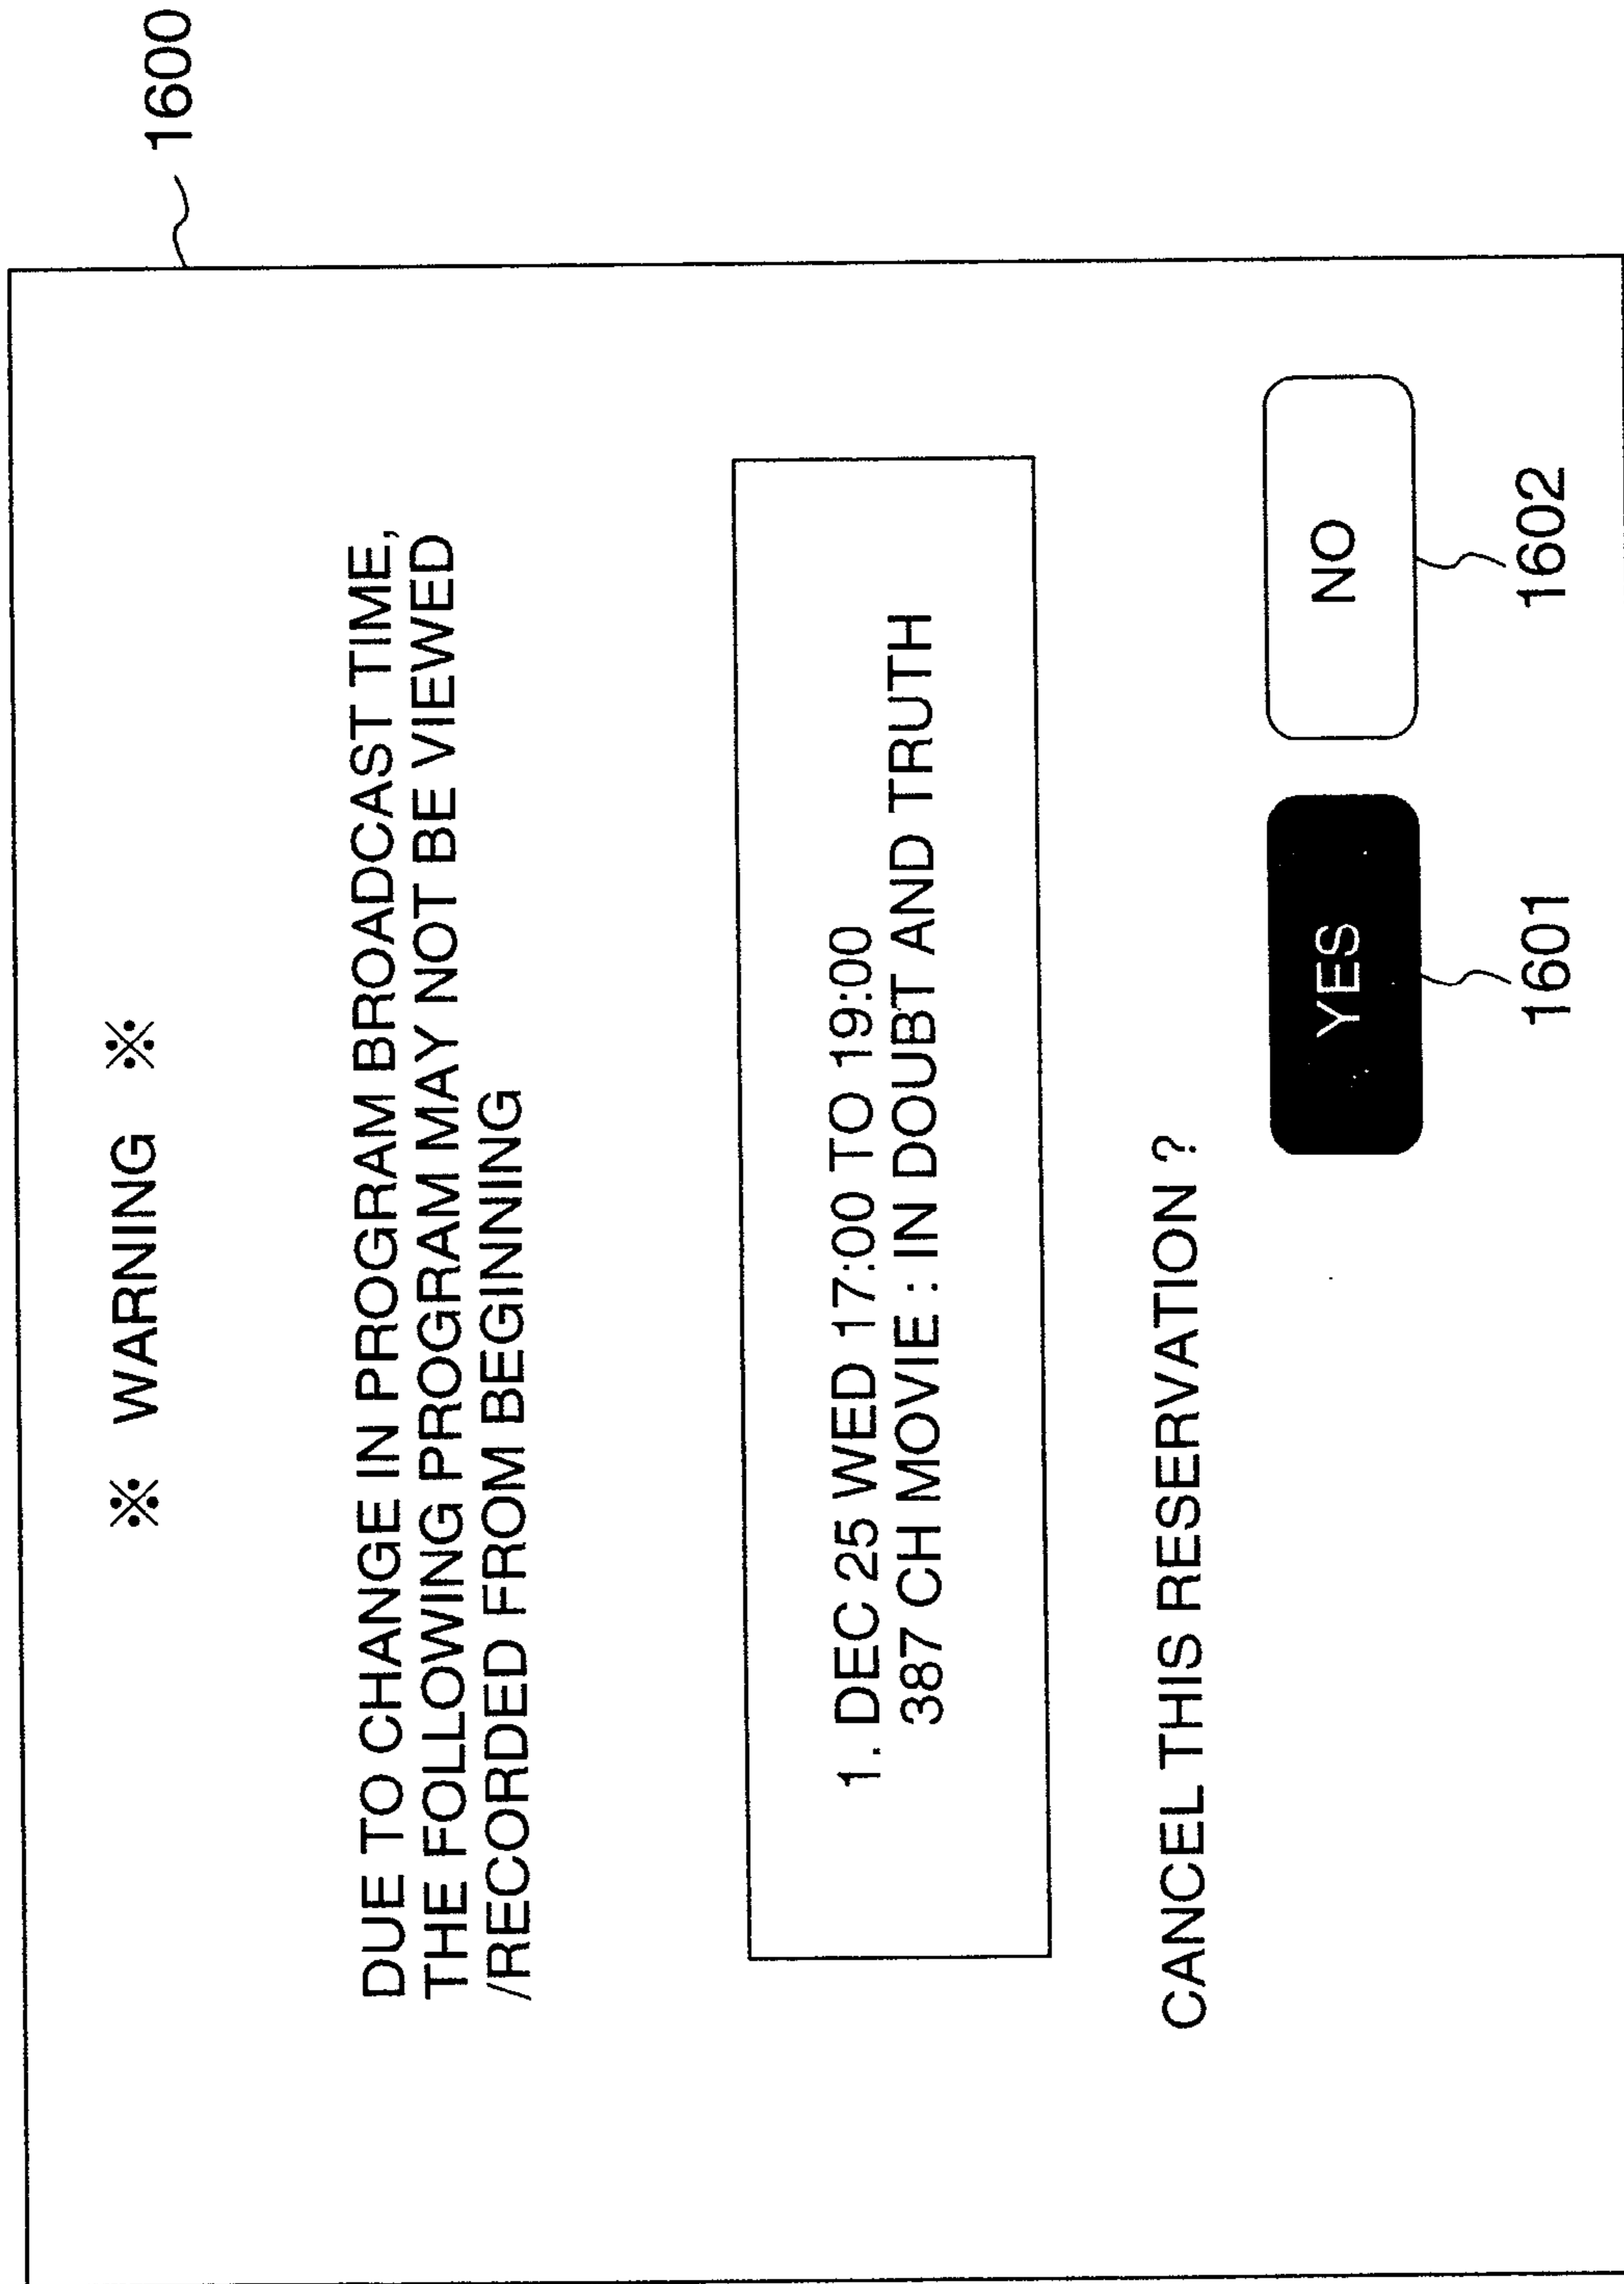 1600
※ WARNING ※
DUE TO CHANGE IN PROGRAM BROADCAST TIME,
THE FOLLOWING PROGRAM MAY NOT BE VIEWED
/RECORDED FROM BEGINNING
1. DEC 25 WED 17:00 TO 19:00
387 CH MOVIE : IN DOUBT AND TRUTH
CANCEL THIS RESERVATION ?
YES NO
1601 1602